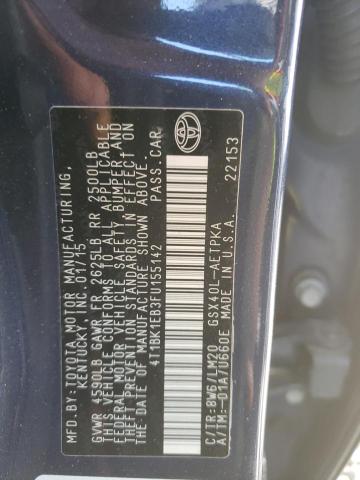 MFD. BY: TOYOTA MOTOR MANUFACTURING,
KENTUCKY, INC. 01/15
GVWR 4590LB GAWR FR 2625LB RR 2500LB
THIS VEHICLE CONFORMS TO ALL APPLICABLE
FEDERAL MOTOR VEHICLE SAFETY, BUMPER AND
THEFT PREVENTION STANDARDS IN EFFECT ON
THE DATE OF MANUFACTURE SHOWN ABOVE.
4T1BK1EB3FU155142 PASS.CAR
C/TR:8W6/LM20 GSX40L-AETPKA
A/TM:-01A/U660E MADE IN U.S.A. 22153